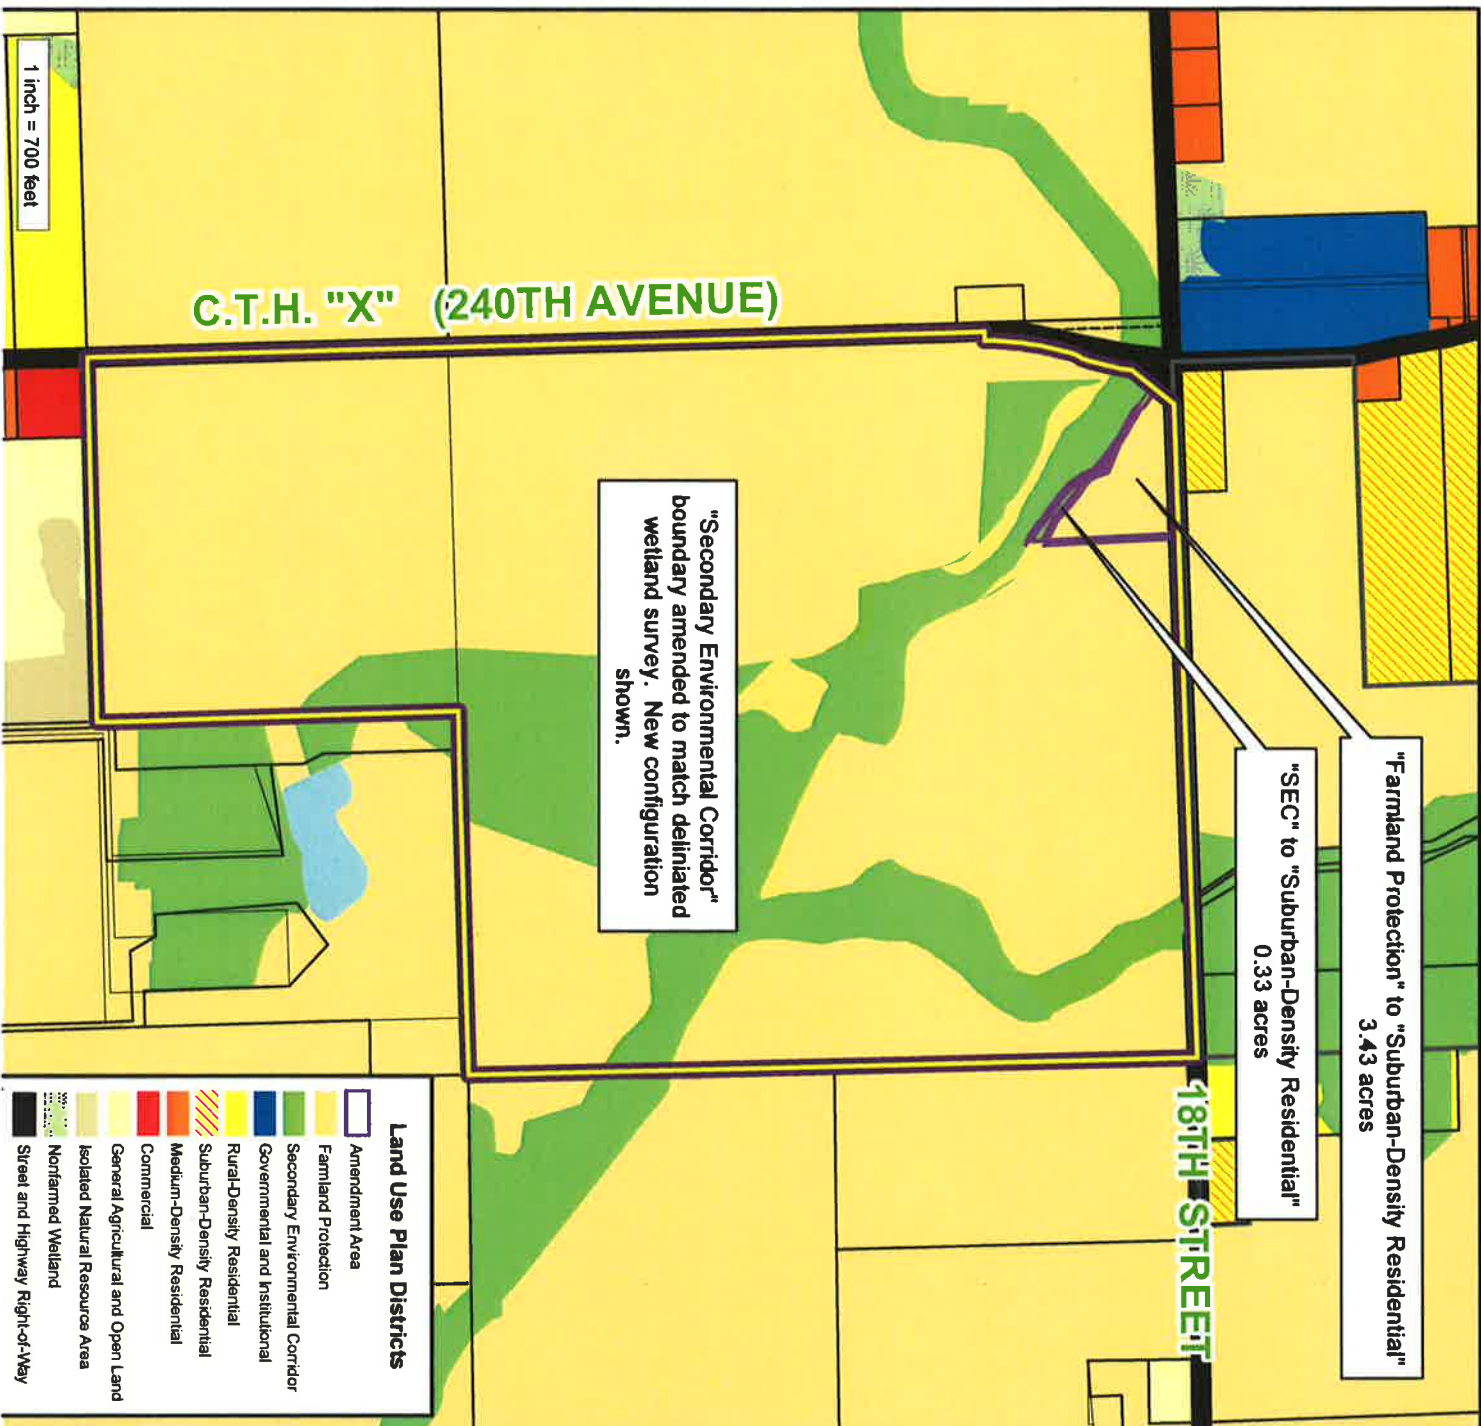 "Farmland Protection" to "Suburban-Density Residential"
3.43 acres
"SEC" to "Suburban-Density Residential"
0.33 acres
18TH STREET
C.T.H. "X" (240TH AVENUE)
"Secondary Environmental Corridor"
boundary amended to match deliniated
wetland survey. New configuration
shown.
Land Use Plan Districts
Amendment Area
Farmland Protection
Secondary Environmental Corridor
Governmental and Institutional
Rural-Density Residential
Suburban-Density Residential
Medium-Density Residential
Commercial
General Agricultural and Open Land
Isolated Natural Resource Area
Nonfarmed Wetland
Street and Highway Right-of-Way
1 inch = 700 feet